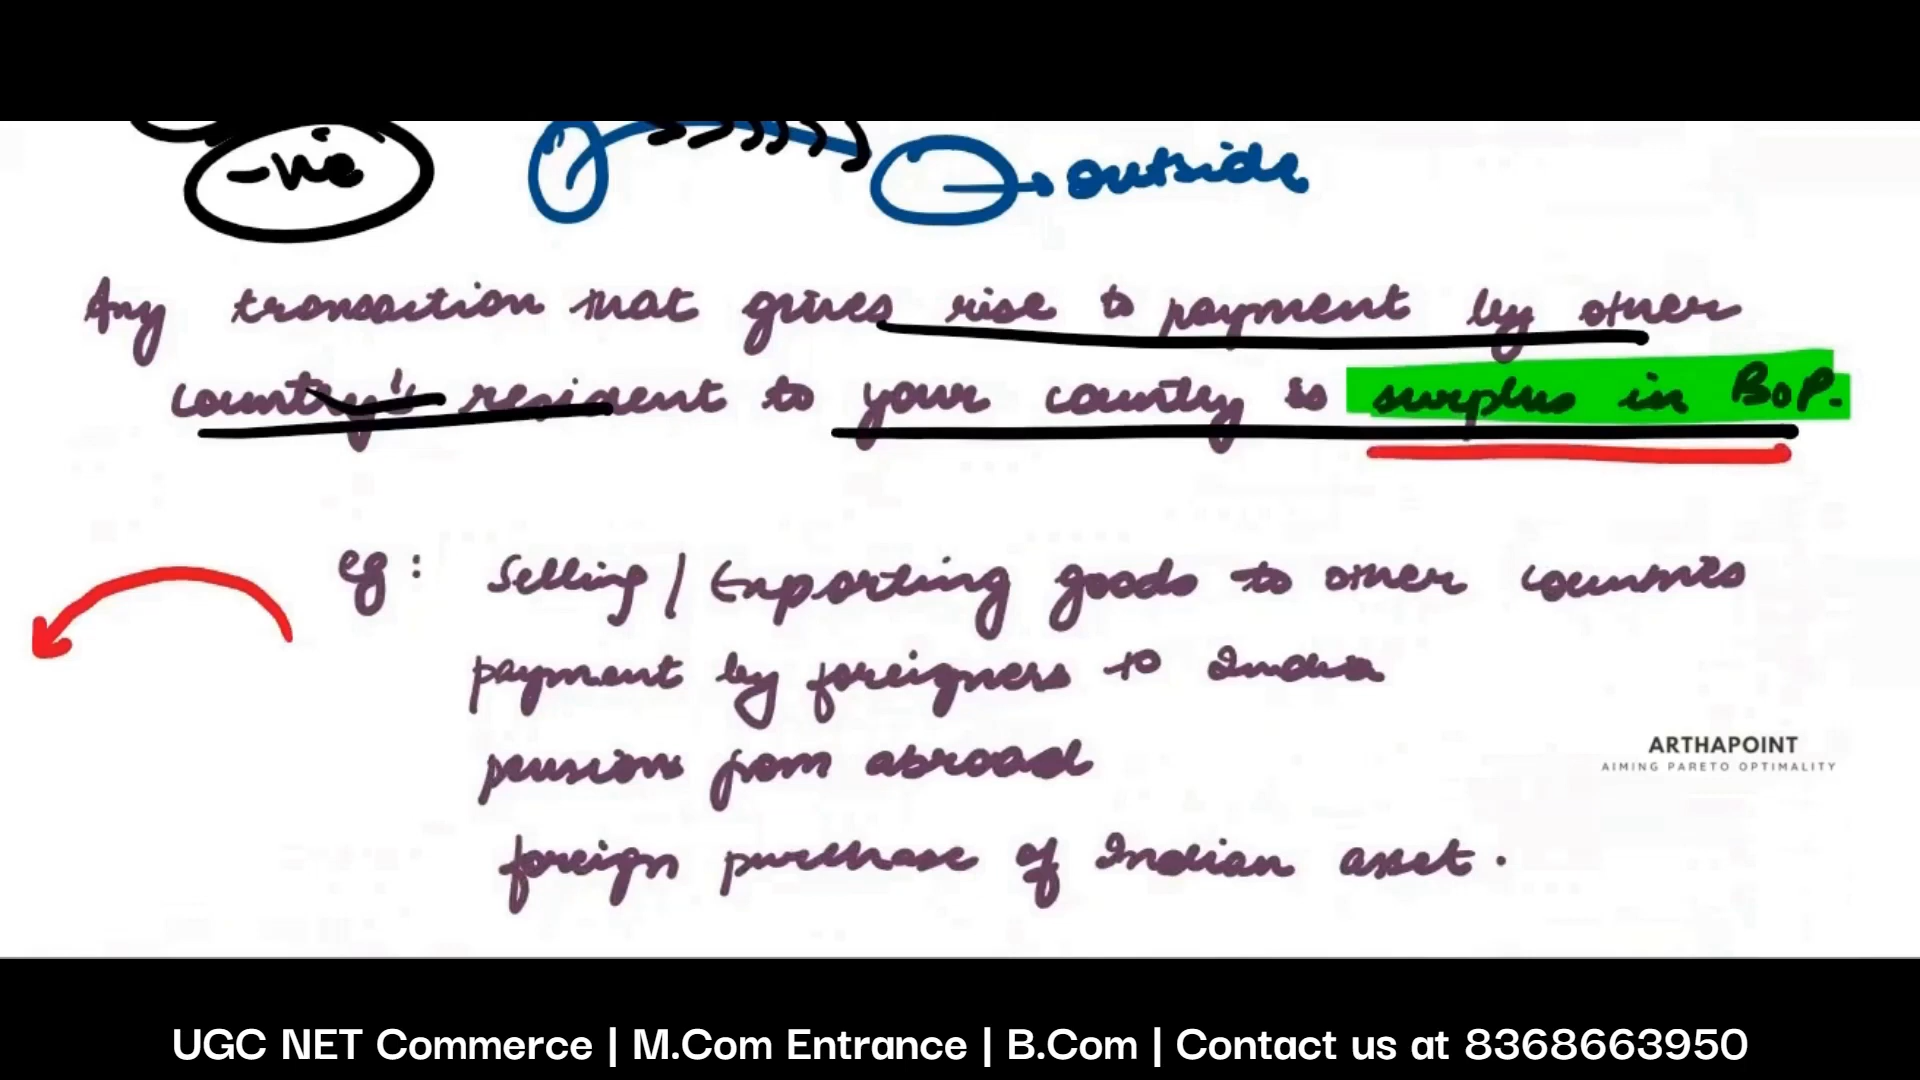 -ve
outside
Any transaction that gives rise to payment by other
country's resident to your country is surplus in BoP.
eg: Selling / Exporting goods to other countries
payment by foreigners to India
pension from abroad
foreign purchase of Indian asset.
ARTHAPOINT
AIMING PARETO OPTIMALITY
UGC NET Commerce | M.Com Entrance | B.Com | Contact us at 8368663950